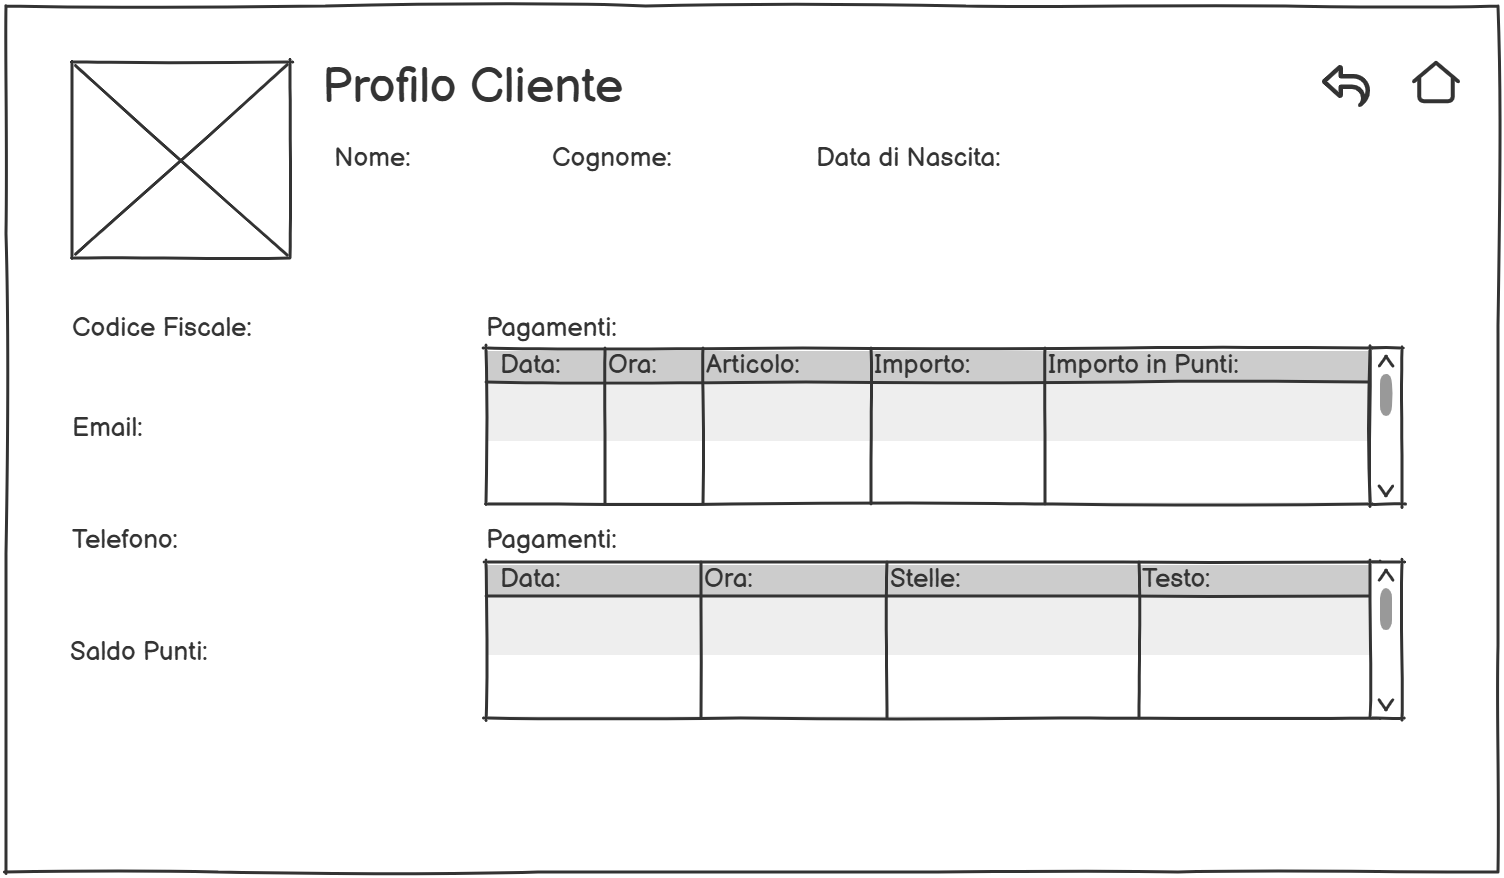 Profilo Cliente
Nome: Cognome: Data di Nascita:
Codice Fiscale:
Email:
Telefono:
Saldo Punti:
Pagamenti:
Data: Ora: Articolo: Importo: Importo in Punti:
Pagamenti:
Data: Ora: Stelle: Testo: